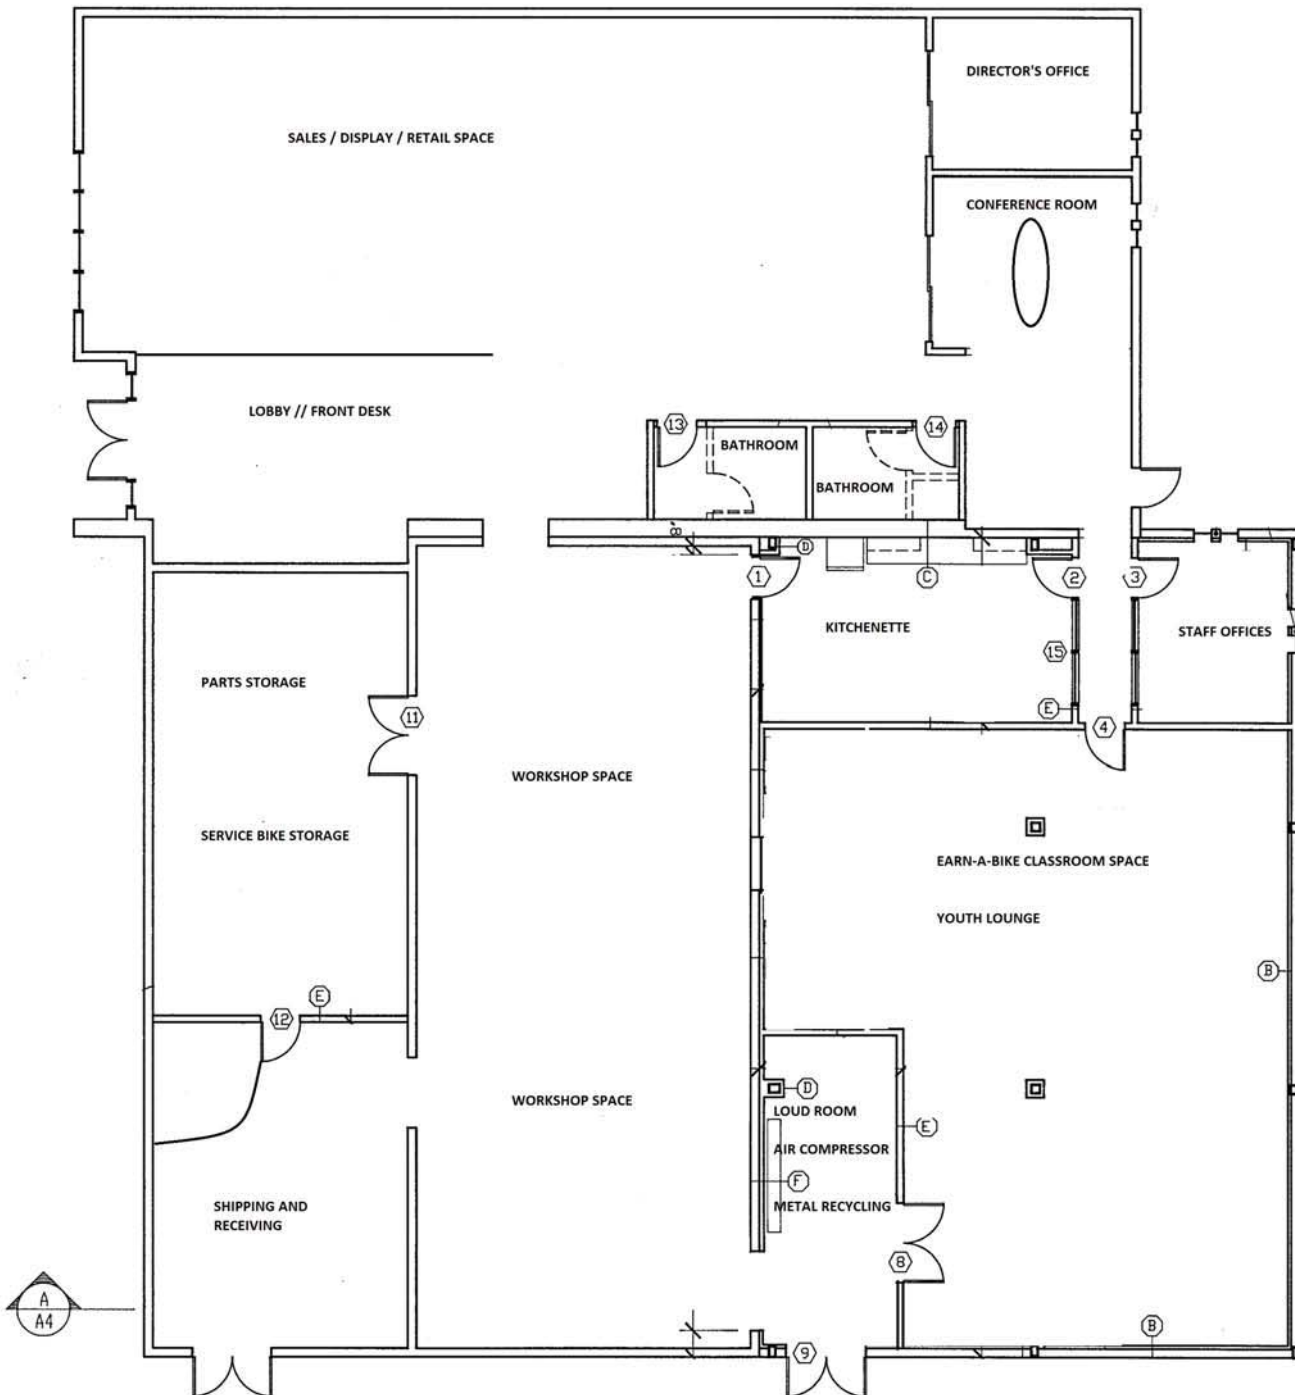 DIRECTOR'S OFFICE
SALES / DISPLAY / RETAIL SPACE
CONFERENCE ROOM
LOBBY // FRONT DESK
13
14
BATHROOM
BATHROOM
8'
D
1
C
2
3
KITCHENETTE
STAFF OFFICES
15
PARTS STORAGE
E
11
4
WORKSHOP SPACE
SERVICE BIKE STORAGE
EARN-A-BIKE CLASSROOM SPACE
YOUTH LOUNGE
B
E
12
D
WORKSHOP SPACE
LOUD ROOM
E
AIR COMPRESSOR
F
SHIPPING AND
RECEIVING
METAL RECYCLING
8
A
A4
B
9